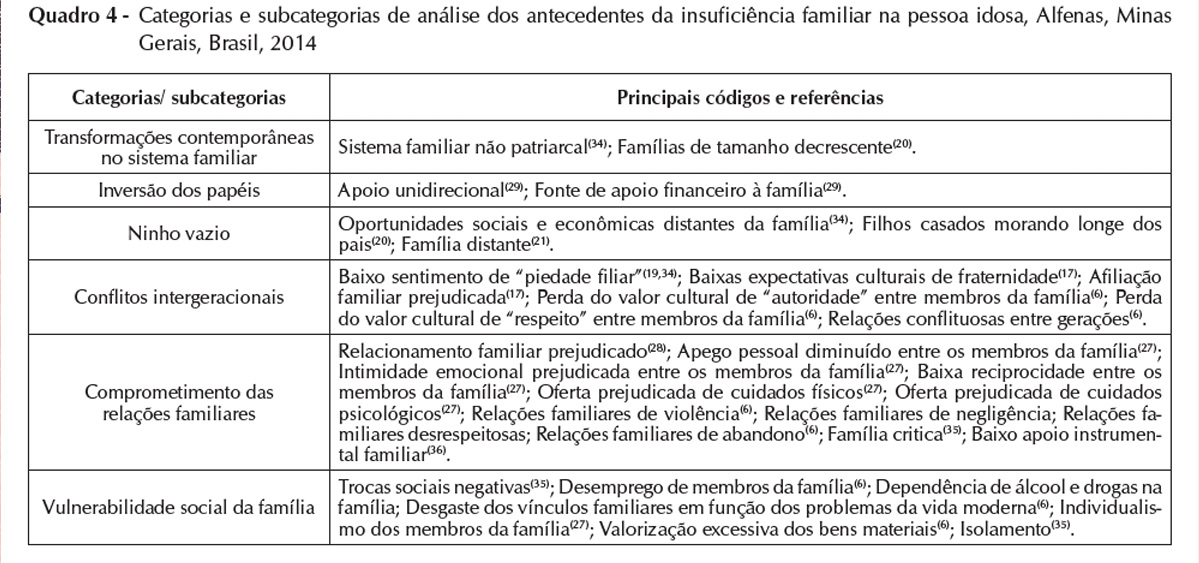 Quadro 4 - Categorias e subcategorias de análise dos antecedentes da insuficiência familiar na pessoa idosa, Alfenas, Minas
Gerais, Brasil, 2014
Categorias/ subcategorias
Principais códigos e referências
Transformações contemporâneas
no sistema familiar
Sistema familiar não patriarcal(34); Famílias de tamanho decrescente(20).
Inversão dos papéis
Apoio unidirecional(29); Fonte de apoio financeiro à família(29).
Ninho vazio
Oportunidades sociais e econômicas distantes da família(34); Filhos casados morando longe dos
pais(20); Família distante(21).
Conflitos intergeracionais
Baixo sentimento de “piedade filiar”(19,34); Baixas expectativas culturais de fraternidade(17); Afiliação
familiar prejudicada(17); Perda do valor cultural de “autoridade” entre membros da família(6); Perda
do valor cultural de “respeito” entre membros da família(6); Relações conflituosas entre gerações(6).
Comprometimento das
relações familiares
Relacionamento familiar prejudicado(28); Apego pessoal diminuído entre os membros da família(27);
Intimidade emocional prejudicada entre os membros da família(27); Baixa reciprocidade entre os
membros da família(27); Oferta prejudicada de cuidados físicos(27); Oferta prejudicada de cuidados
psicológicos(27); Relações familiares de violência(6); Relações familiares de negligência; Relações fa-
miliares desrespeitosas; Relações familiares de abandono(6); Família critica(35); Baixo apoio instrumen-
tal familiar(36).
Vulnerabilidade social da família
Trocas sociais negativas(35); Desemprego de membros da família(6); Dependência de álcool e drogas na
família; Desgaste dos vínculos familiares em função dos problemas da vida moderna(6); Individualis-
mo dos membros da família(27); Valorização excessiva dos bens materiais(6); Isolamento(35).